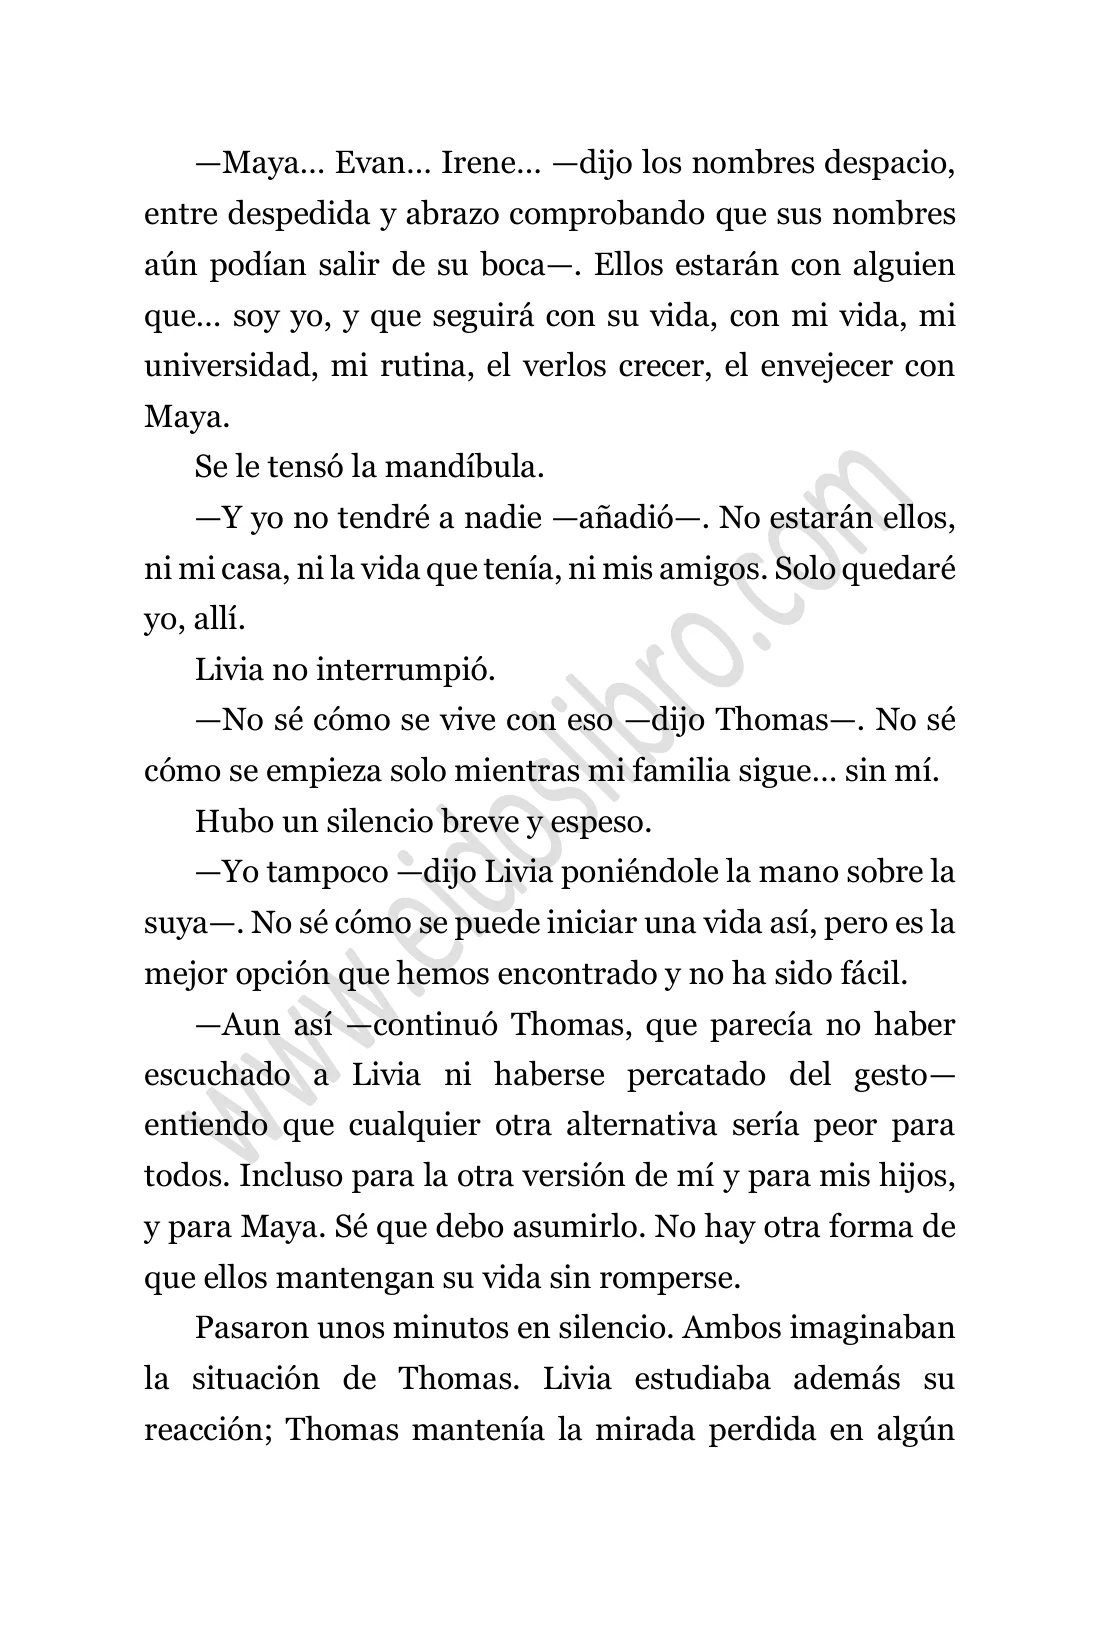 —Maya... Evan... Irene... —dijo los nombres despacio,
entre despedida y abrazo comprobando que sus nombres
aún podían salir de su boca—. Ellos estarán con alguien
que... soy yo, y que seguirá con su vida, con mi vida, mi
universidad, mi rutina, el verlos crecer, el envejecer con
Maya.
Se le tensó la mandíbula.
—Y yo no tendré a nadie —añadió—. No estarán ellos,
ni mi casa, ni la vida que tenía, ni mis amigos. Solo quedaré
yo, allí.
Livia no interrumpió.
—No sé cómo se vive con eso —dijo Thomas—. No sé
cómo se empieza solo mientras mi familia sigue... sin mí.
Hubo un silencio breve y espeso.
—Yo tampoco —dijo Livia poniéndole la mano sobre la
suya—. No sé cómo se puede iniciar una vida así, pero es la
mejor opción que hemos encontrado y no ha sido fácil.
—Aun así —continuó Thomas, que parecía no haber
escuchado a Livia ni haberse percatado del gesto—
entiendo que cualquier otra alternativa sería peor para
todos. Incluso para la otra versión de mí y para mis hijos,
y para Maya. Sé que debo asumirlo. No hay otra forma de
que ellos mantengan su vida sin romperse.
Pasaron unos minutos en silencio. Ambos imaginaban
la situación de Thomas. Livia estudiaba además su
reacción; Thomas mantenía la mirada perdida en algún
www.eidoslibro.com